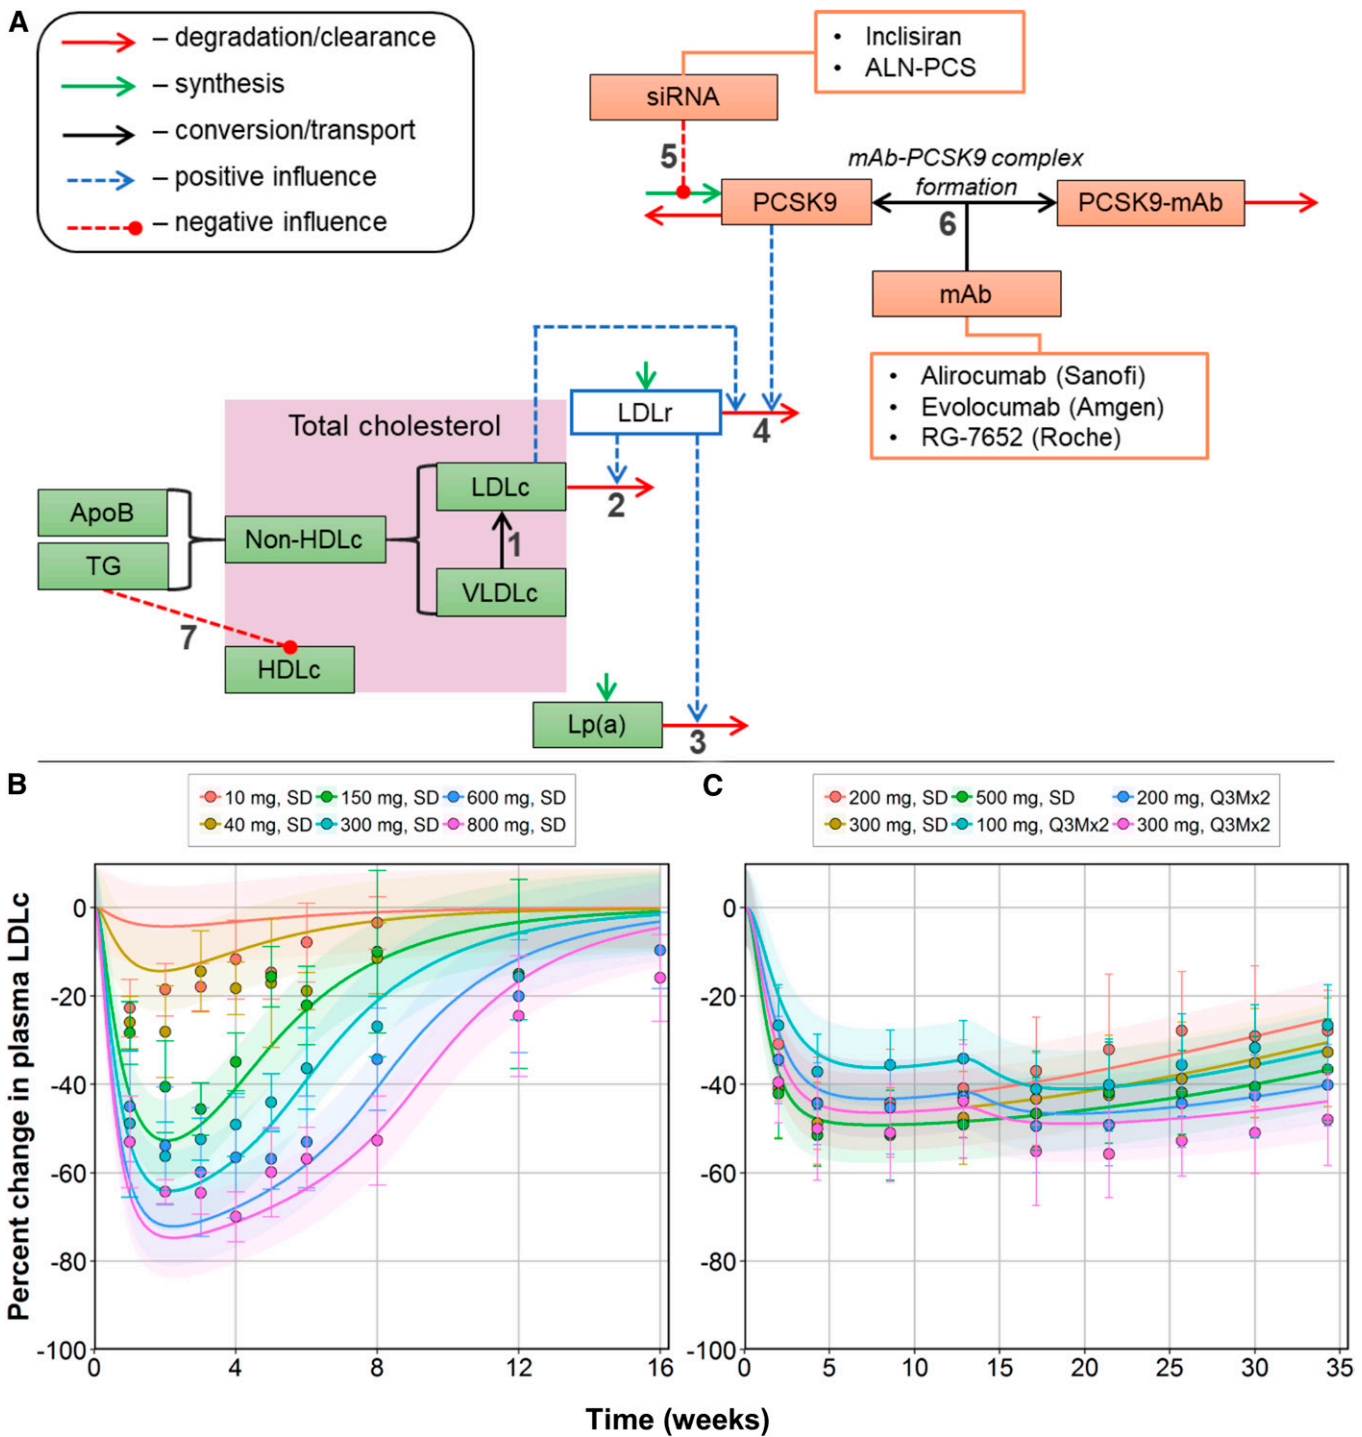 A
– degradation/clearance
– synthesis
– conversion/transport
– positive influence
– negative influence
• Inclisiran
• ALN-PCS
siRNA
5
mAb-PCSK9 complex
formation
PCSK9
6
PCSK9-mAb
mAb
• Alirocumab (Sanofi)
• Evolocumab (Amgen)
• RG-7652 (Roche)
LDLr
4
Total cholesterol
LDLc
2
ApoB
TG
Non-HDLc
1
VLDLc
7
HDLc
Lp(a)
3
B
10 mg, SD 150 mg, SD 600 mg, SD
40 mg, SD 300 mg, SD 800 mg, SD
C
200 mg, SD 500 mg, SD 200 mg, Q3Mx2
300 mg, SD 100 mg, Q3Mx2 300 mg, Q3Mx2
Percent change in plasma LDLc
0
-20
-40
-60
-80
-100
0 4 8 12 16
0
-20
-40
-60
-80
-100
0 5 10 15 20 25 30 35
Time (weeks)